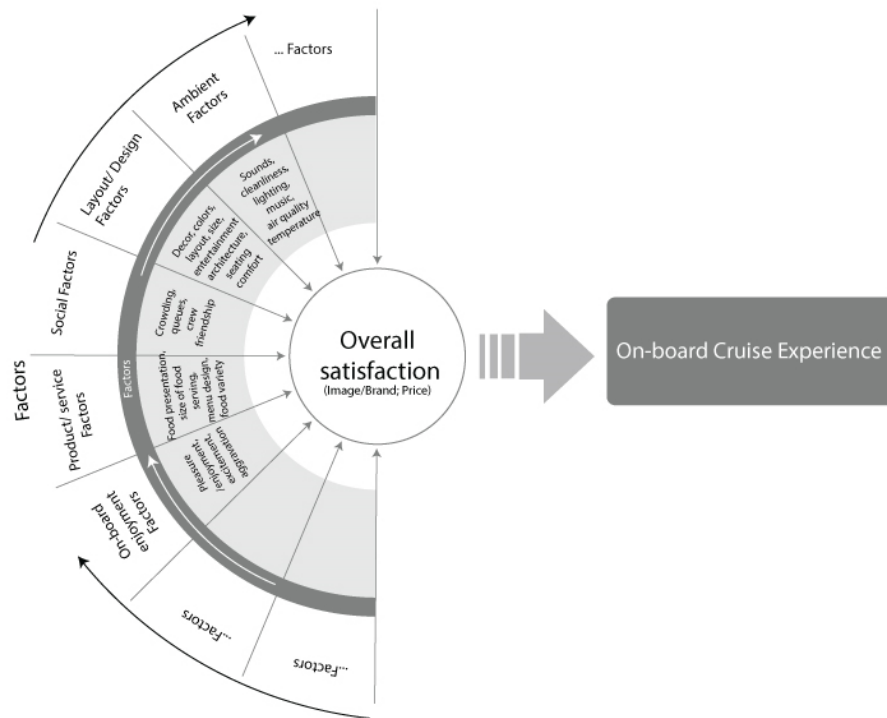 ... Factors
Ambient
Factors
Layout/ Design
Factors
Social Factors
Factors
Product/ service
Factors
On-board
enjoyment
Factors
...Factors
...Factors
Factors
Sounds,
cleanliness,
lighting,
music,
air quality
temperature
Decor, colors,
layout, size,
entertainment
architecture,
seating
comfort
Crowding,
queues,
crew
friendship
Food presentation,
size of food
serving,
menu design,
food variety
Pleasure
/enjoyment,
excitement,
aggravation
Overall
satisfaction
(Image/Brand; Price)
On-board Cruise Experience